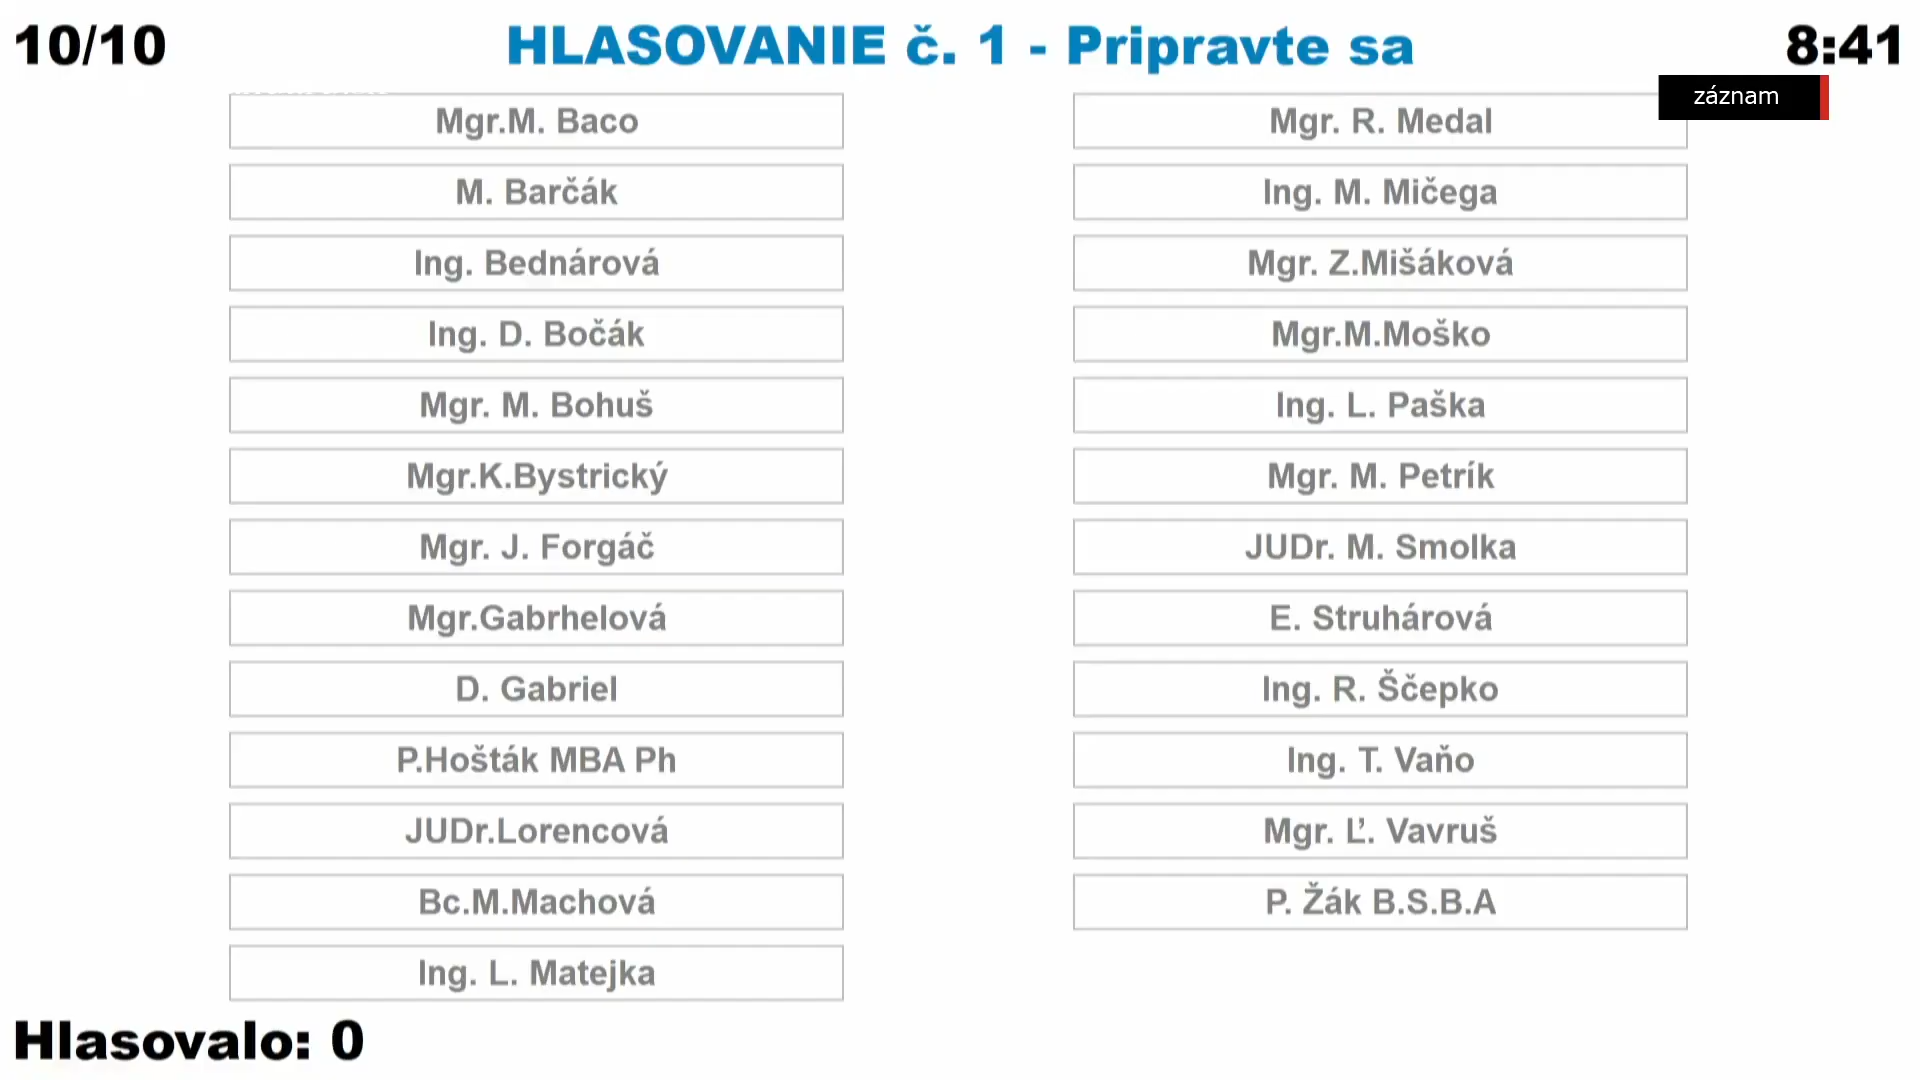 10/10
HLASOVANIE č. 1 - Pripravte sa
8:41
záznam
Mgr.M. Baco
M. Barčák
Ing. Bednárová
Ing. D. Bočák
Mgr. M. Bohuš
Mgr.K.Bystrický
Mgr. J. Forgáč
Mgr.Gabrhelová
D. Gabriel
P.Hošták MBA Ph
JUDr.Lorencová
Bc.M.Machová
Ing. L. Matejka
Mgr. R. Medal
Ing. M. Mičega
Mgr. Z.Mišáková
Mgr.M.Moško
Ing. L. Paška
Mgr. M. Petrík
JUDr. M. Smolka
E. Struhárová
Ing. R. Ščepko
Ing. T. Vaňo
Mgr. Ľ. Vavruš
P. Žák B.S.B.A
Hlasovalo: 0